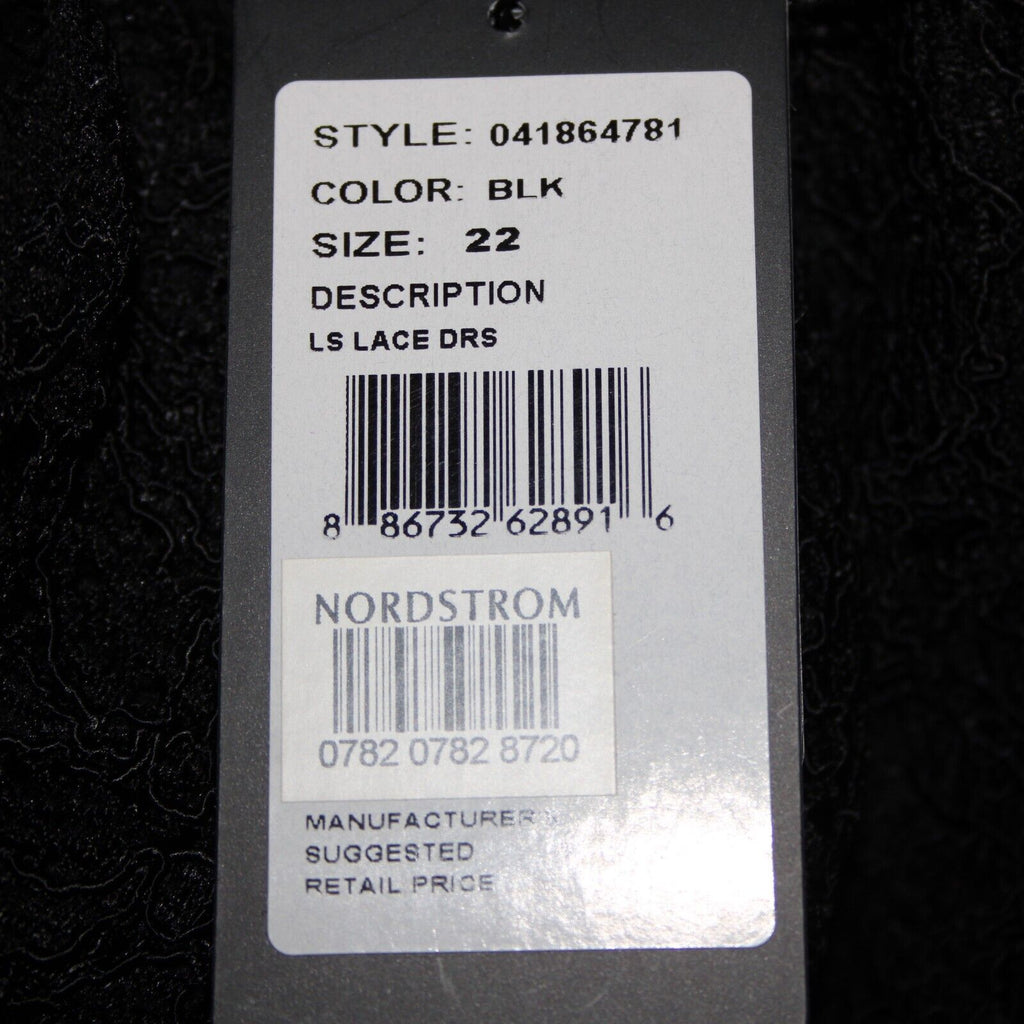 STYLE: 041864781
COLOR: BLK
SIZE: 22
DESCRIPTION
LS LACE DRS
8 86732 62891 6
NORDSTROM
0782 0782 8720
MANUFACTURER
SUGGESTED
RETAIL PRICE